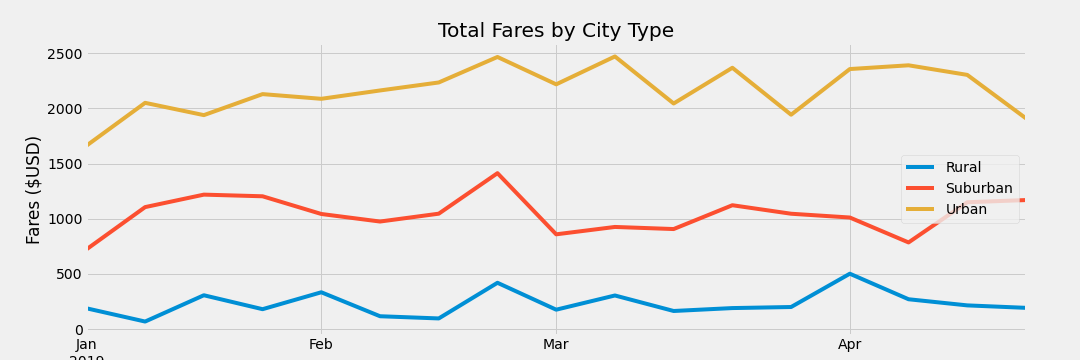 Total Fares by City Type
Fares ($USD)
2500
2000
1500
1000
500
0
Rural
Suburban
Urban
Jan Feb Mar Apr
2019